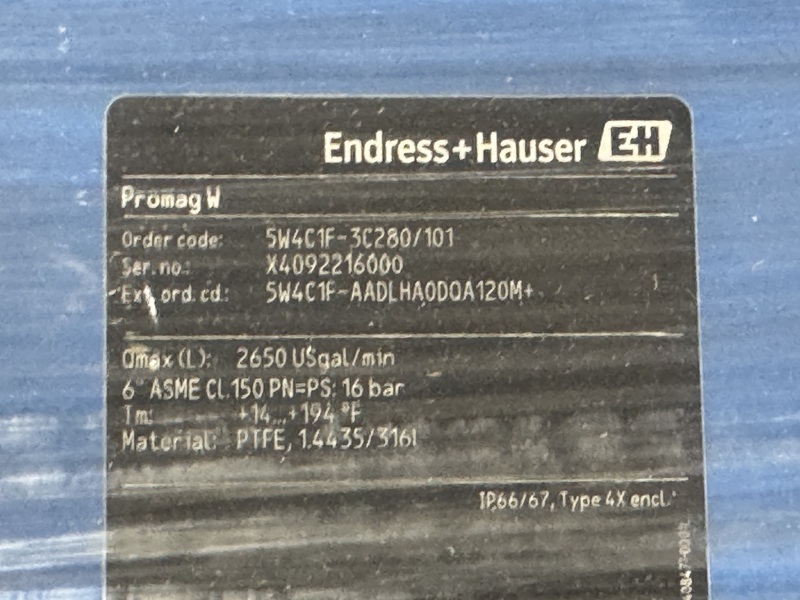 Endress+Hauser EH
Promag W
Order code: 5W4C1F-3C280/101
Ser. no.: X4092216000
Ext. ord. cd.: 5W4C1F-AADLHA0DQA120M+
Qmax (L): 2650 USgal/min
6" ASME Cl.150 PN=PS: 16 bar
Tm: +14...+194 °F
Material: PTFE, 1.4435/316l
IP66/67, Type 4X encl.